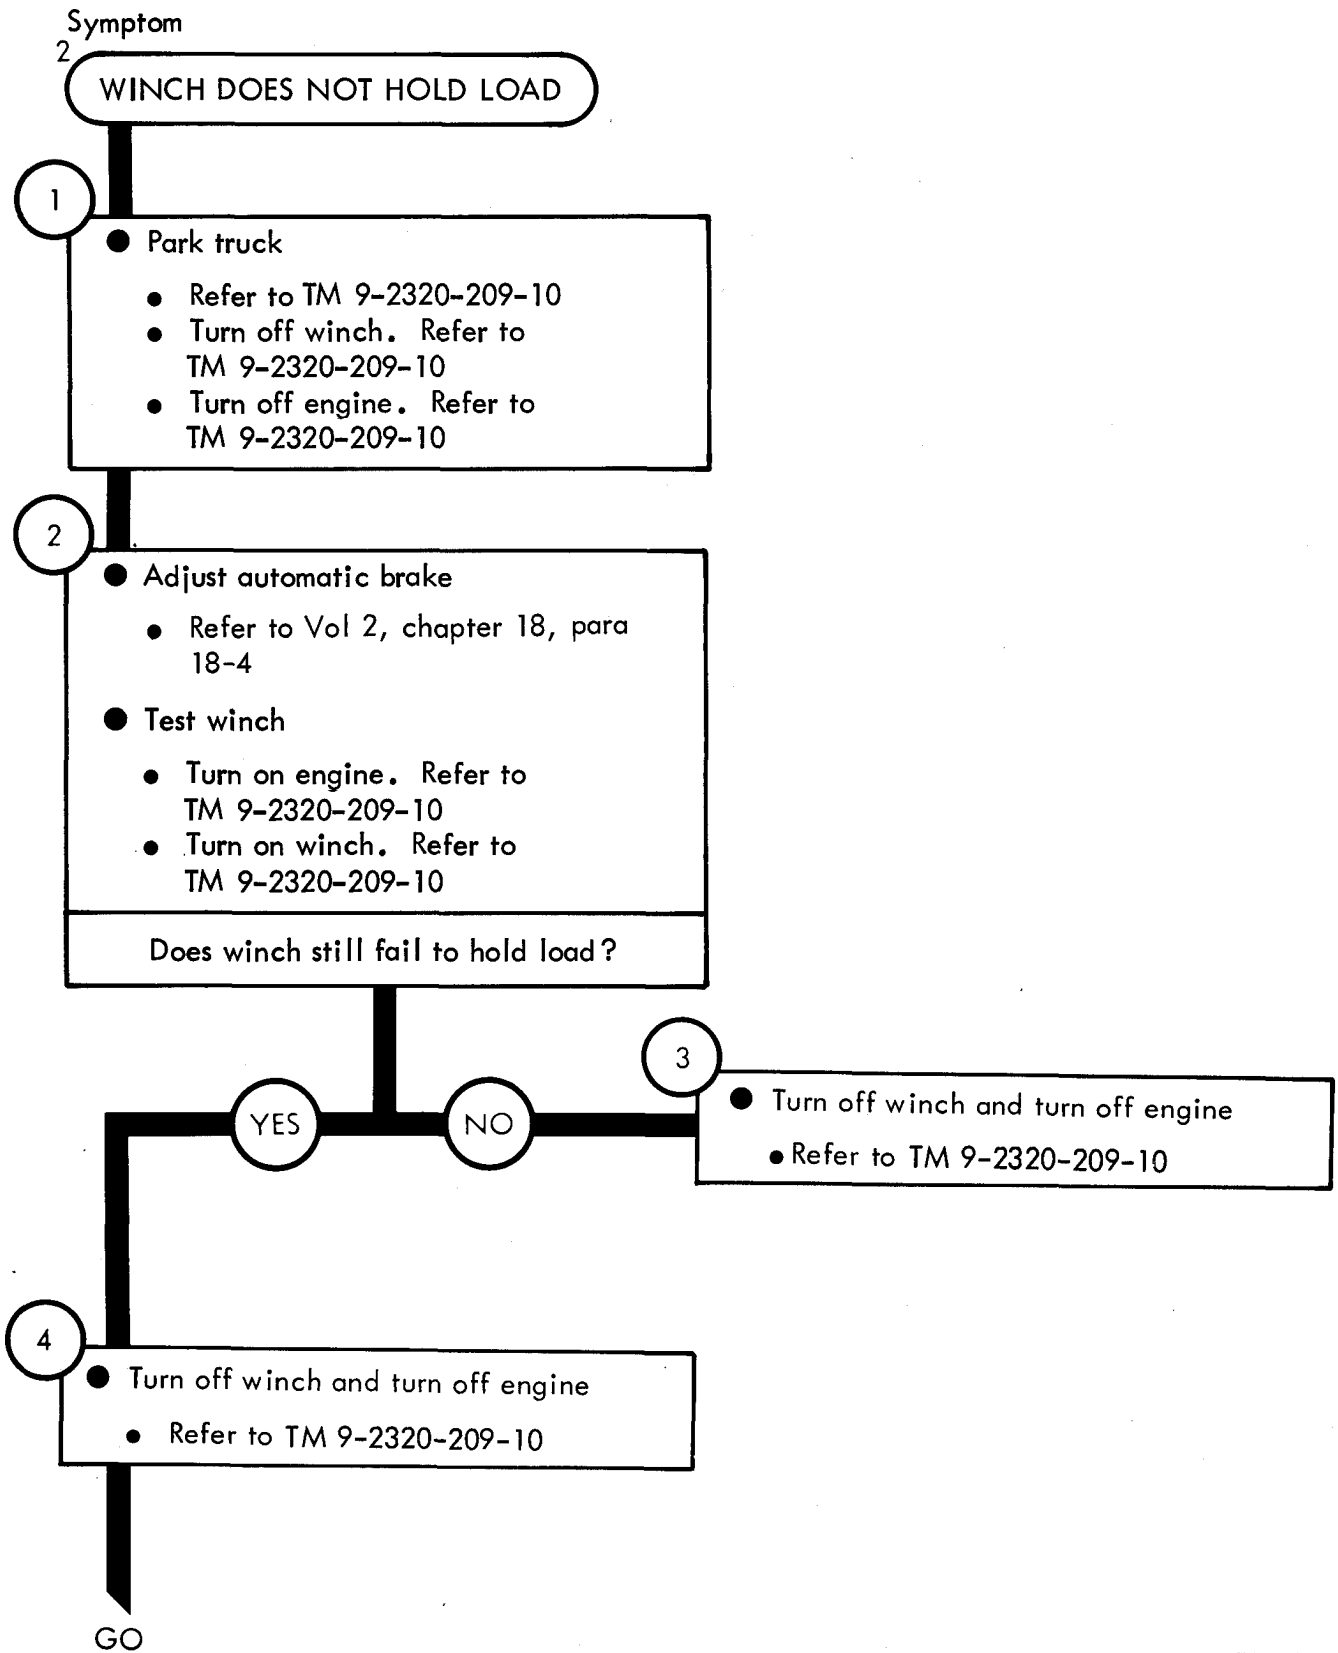 Symptom
2
WINCH DOES NOT HOLD LOAD
1
● Park truck
● Refer to TM 9-2320-209-10
● Turn off winch. Refer to
TM 9-2320-209-10
● Turn off engine. Refer to
TM 9-2320-209-10
2
● Adjust automatic brake
● Refer to Vol 2, chapter 18, para
18-4
● Test winch
● Turn on engine. Refer to
TM 9-2320-209-10
● Turn on winch. Refer to
TM 9-2320-209-10
Does winch still fail to hold load?
YES
NO
3
● Turn off winch and turn off engine
● Refer to TM 9-2320-209-10
4
● Turn off winch and turn off engine
● Refer to TM 9-2320-209-10
GO